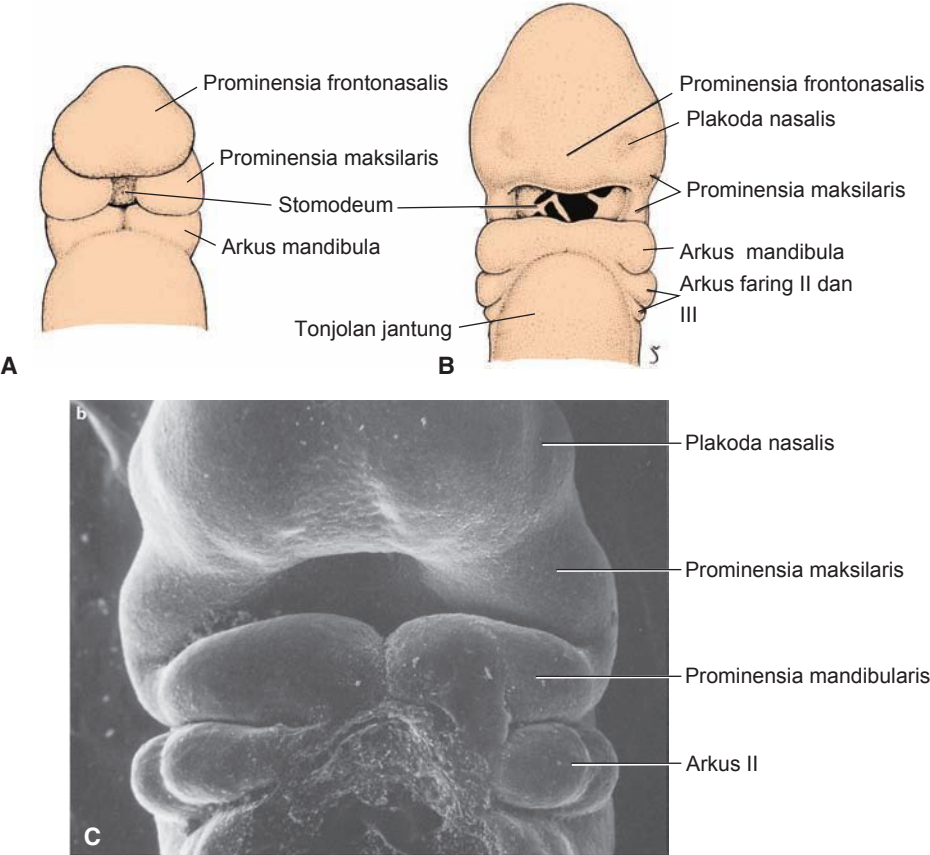 A
Prominensia frontonasalis
Prominensia maksilaris
Stomodeum
Arkus mandibula
B
Prominensia frontonasalis
Plakoda nasalis
Prominensia maksilaris
Arkus mandibula
Arkus faring II dan
III
Tonjolan jantung
b
Plakoda nasalis
Prominensia maksilaris
Prominensia mandibularis
Arkus II
C